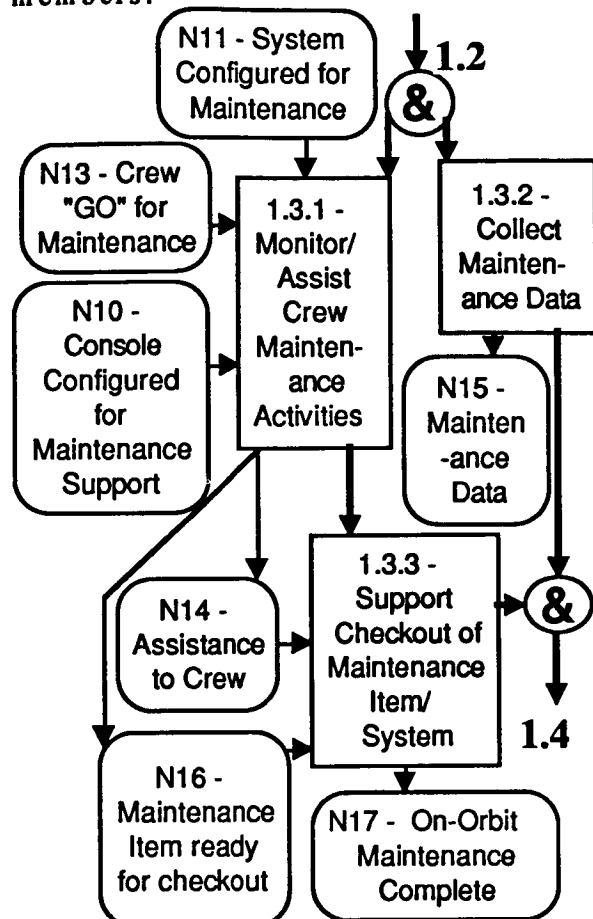 N11 - System
Configured for
Maintenance
1.2
&
N13 - Crew
"GO" for
Maintenance
1.3.1 -
Monitor/
Assist
Crew
Mainten-
ance
Activities
1.3.2 -
Collect
Mainten-
ance Data
N10 -
Console
Configured
for
Maintenance
Support
N15 -
Mainten
-ance
Data
N14 -
Assistance
to Crew
1.3.3 -
Support
Checkout of
Maintenance
Item/
System
&
1.4
N16 -
Maintenance
Item ready
for checkout
N17 - On-Orbit
Maintenance
Complete